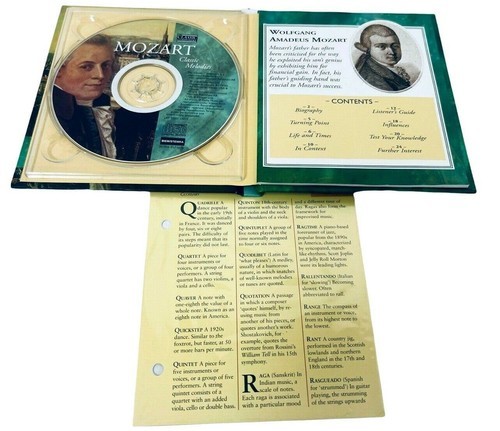 MOZART
Classic
Melodies
WOLFGANG
AMADEUS MOZART
Mozart's father has often
been criticized for the way
he exploited his son's genius
by exhibiting him for
financial gain. In fact, his
father's guiding hand was
crucial to Mozart's success.
– CONTENTS –
Biography
Turning Point
Life and Times
In Context
Listener's Guide
Influences
Test Your Knowledge
Further Interest
QUADRILLE A
dance popular
in the early 19th
century, initially
in France. It was
danced by four, six or eight
pairs. The difficulty of
its steps meant that its
popularity did not last.
QUARTET A piece for
four instruments or
voices, or a group of four
performers. A string
quartet has two violins, a
viola and a cello.
QUAVER A note with
one-eighth the value of a
whole note. Known as an
eighth note in America.
QUICKSTEP A 1920s
dance. Similar to the
foxtrot, but faster, at 50
or more bars per minute.
QUINTET A piece for
five instruments or
voices, or a group of five
performers. A string
quintet consists of a
quartet with an added
viola, cello or double bass.
QUINTON 18th-century
instrument with the body
of a violin and the neck
and shoulders of a viola.
QUINTUPLET A group of
five notes played in the
time normally assigned
to four or six notes.
QUODLIBET (Latin for
'what pleases') A medley,
usually of a humorous
nature, in which snatches
of well-known melodies
or tunes are quoted.
QUOTATION A passage
in which a composer
'quotes' himself, by re-
using music from
another of his pieces, or
quotes another's work.
Shostakovich, for
example, quotes the
overture from Rossini's
William Tell in his 15th
symphony.
RAGA (Sanskrit) In
Indian music, a
scale of notes.
Each raga is associated
with a particular mood
and a different time of
day. Ragas also form the
framework for
improvised music.
RAGTIME A piano-based
forerunner of jazz,
popular from the 1890s
in America, characterized
by syncopated, march-
like rhythms. Scott Joplin
and Jelly Roll Morton
were its leading lights.
RALLENTANDO (Italian
for 'slowing') Becoming
slower. Often
abbreviated to rall.
RANGE The compass of
an instrument or voice,
from its highest note to
the lowest.
RANT A country jig,
performed in the Scottish
lowlands and northern
England in the 17th and
18th centuries.
RASGUEADO (Spanish
for 'strummed') In guitar
playing, the strumming
of the strings upwards